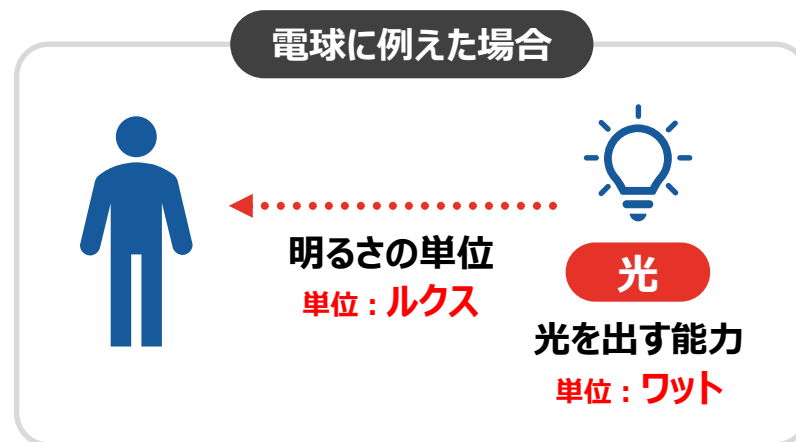 電球に例えた場合
明るさの単位
単位：ルクス
光
光を出す能力
単位：ワット